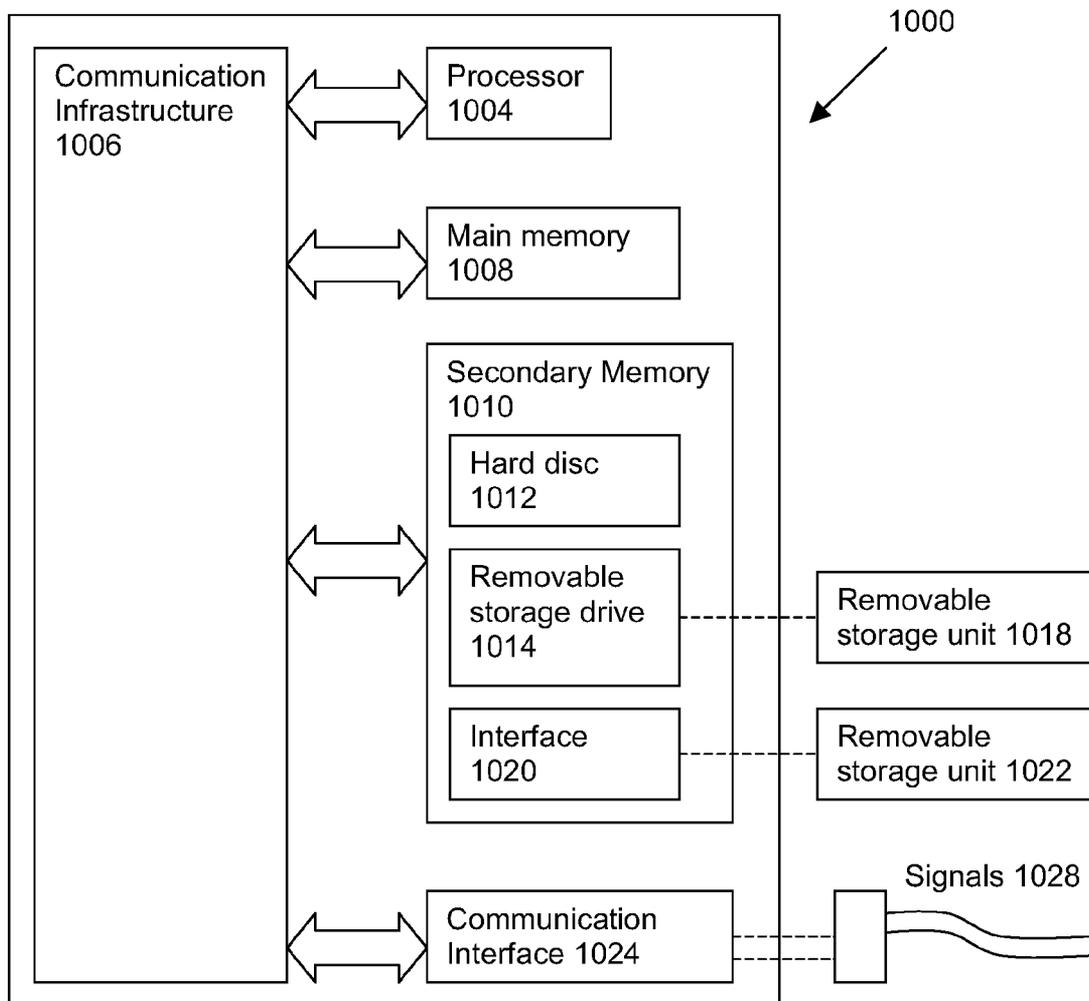 1000
Communication
Infrastructure
1006
Processor
1004
Main memory
1008
Secondary Memory
1010
Hard disc
1012
Removable
storage drive
1014
Removable
storage unit 1018
Interface
1020
Removable
storage unit 1022
Signals 1028
Communication
Interface 1024